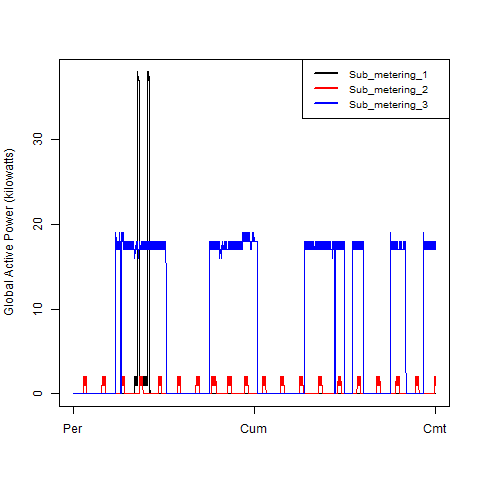 Sub_metering_1
Sub_metering_2
Sub_metering_3
Global Active Power (kilowatts)
30
20
10
0
Per Cum Cmt